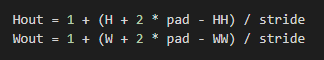 Hout = 1 + (H + 2 * pad - HH) / stride
Wout = 1 + (W + 2 * pad - WW) / stride